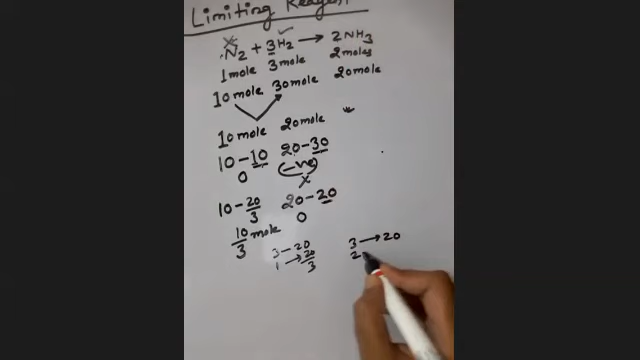 Limiting Reagent
N2 + 3H2 → 2NH3
1mole 3mole 2moles
10mole 30mole 20mole
10mole 20mole
10-10 20-30
0 (-ve)
x
10-20/3 20-20
0
10/3 mole
3-20 3→20
1→20/3 2